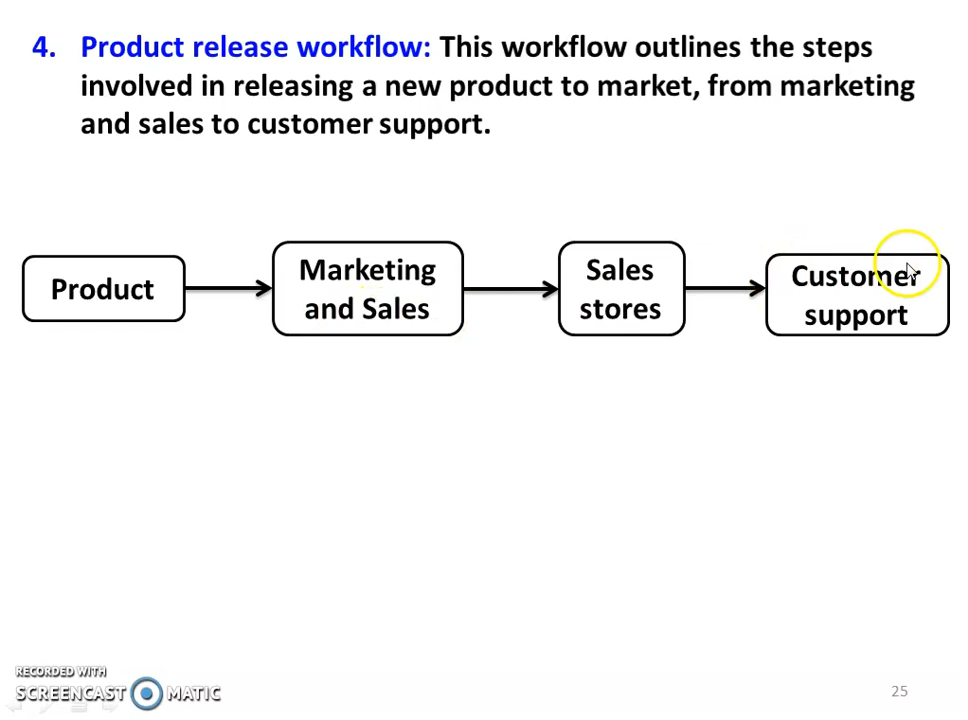 4. Product release workflow: This workflow outlines the steps
involved in releasing a new product to market, from marketing
and sales to customer support.
Product
Marketing
and Sales
Sales
stores
Customer
support
RECORDED WITH
SCREENCAST MATIC
25